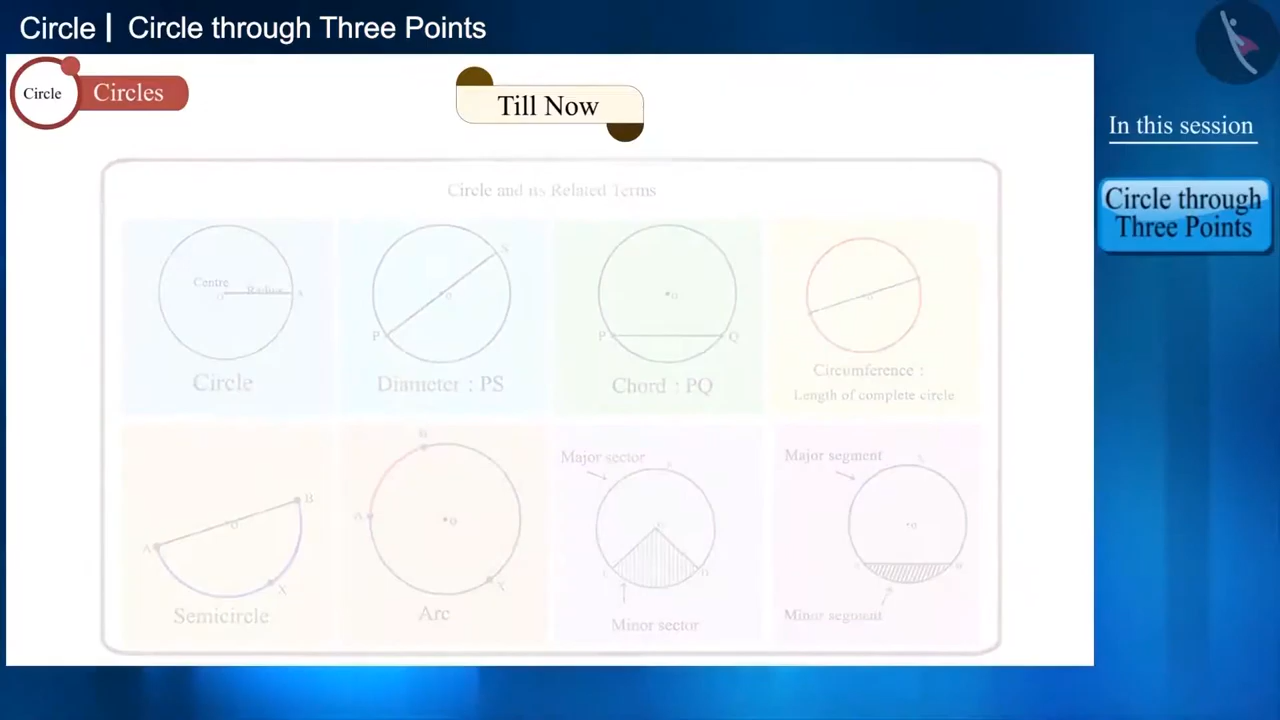 Circle | Circle through Three Points
Circle
Circles
Till Now
In this session
Circle through
Three Points
Circle and its Related Terms
Centre
Radius
O
A
Circle
S
O
P
Diameter : PS
O
P
Q
Chord : PQ
O
Circumference :
Length of complete circle
B
O
A
X
Semicircle
B
A
O
X
Arc
Major sector
Minor sector
Major segment
O
Minor segment